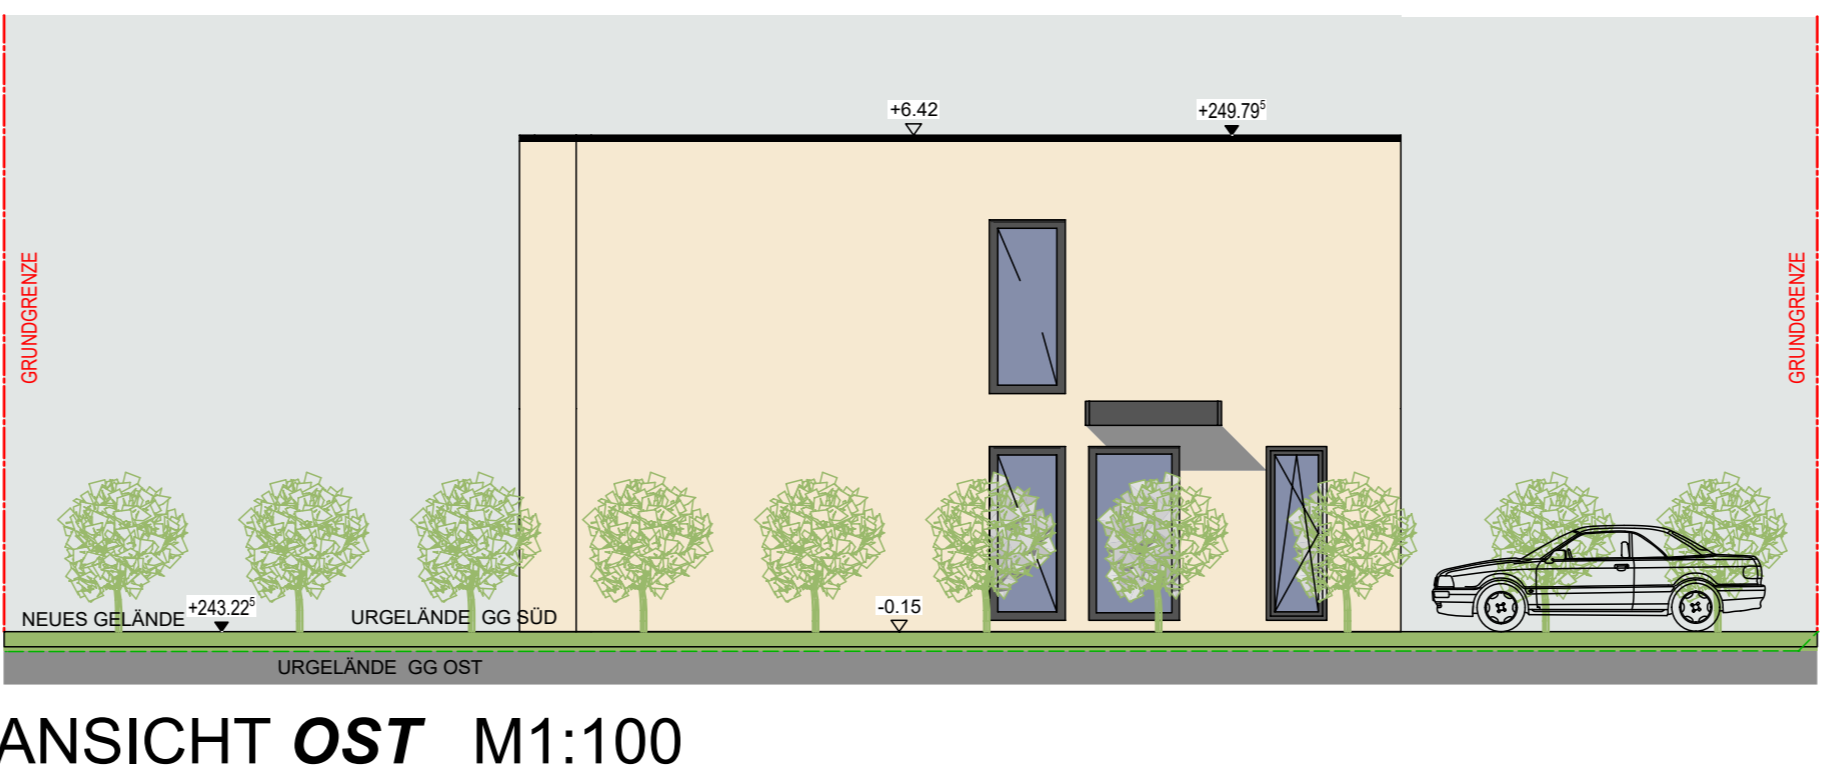 +6.42
+249.79⁵
GRUNDGRENZE
GRUNDGRENZE
NEUES GELÄNDE
+243.22⁵
URGELÄNDE GG SÜD
-0.15
URGELÄNDE GG OST
ANSICHT OST M1:100